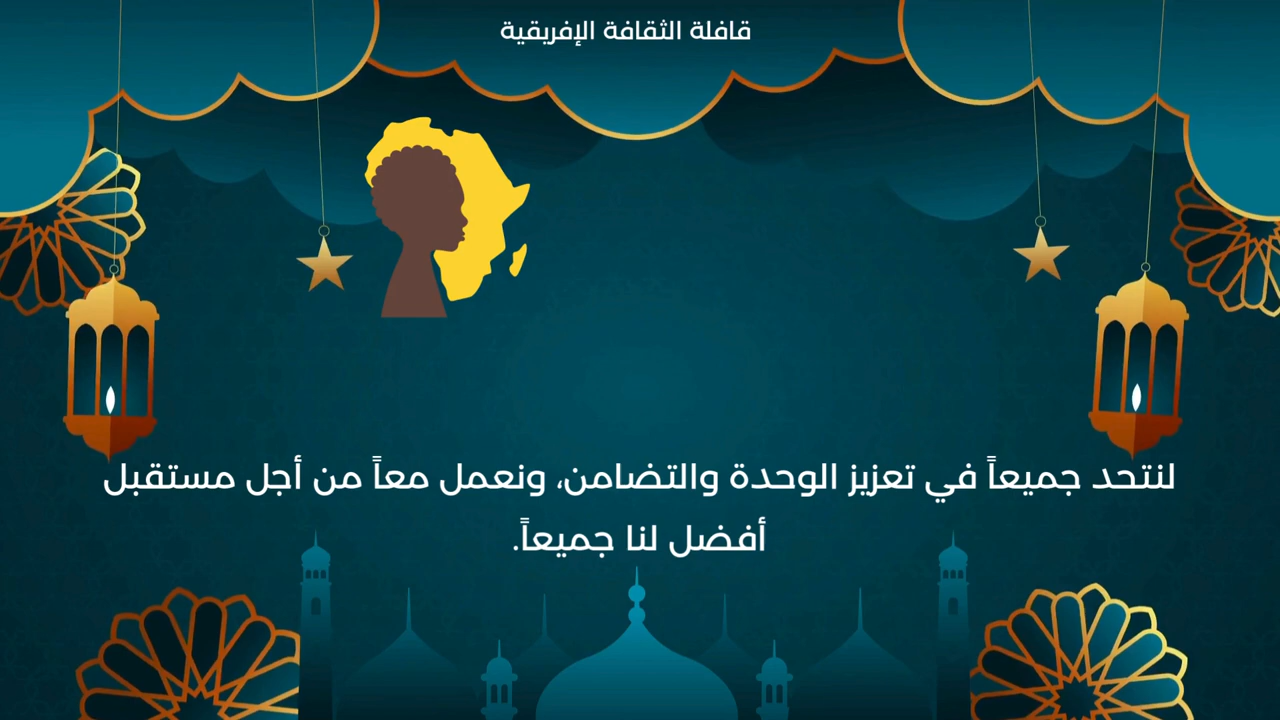 قافلة الثقافة الإفريقية
لنتحد جميعاً في تعزيز الوحدة والتضامن، ونعمل معاً من أجل مستقبل
أفضل لنا جميعاً.